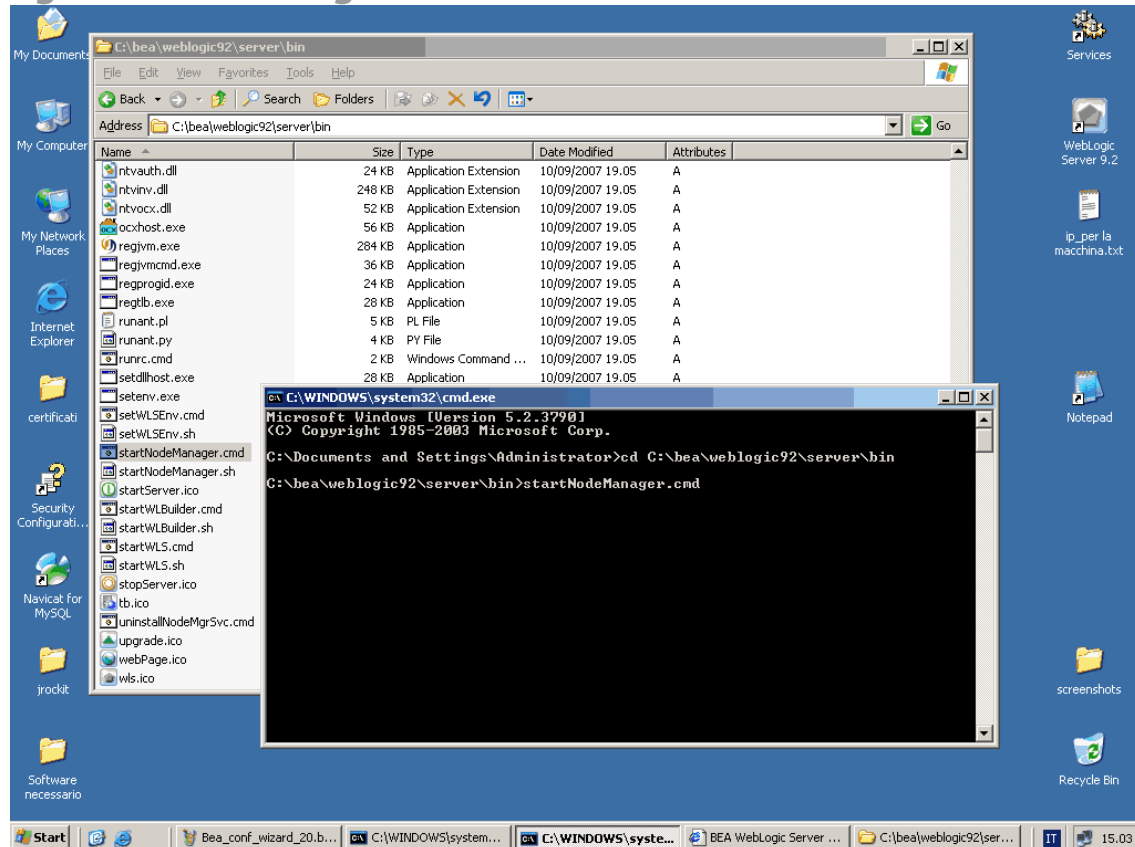 My Documents
My Computer
My Network
Places
Internet
Explorer
certificati
Security
Configurati...
Navicat for
MySQL
jrockit
Software
necessario
C:\bea\weblogic92\server\bin
File Edit View Favorites Tools Help
Back Search Folders
Address C:\bea\weblogic92\server\bin Go
Name Size Type Date Modified Attributes
ntvauth.dll 24 KB Application Extension 10/09/2007 19.05 A
ntvinv.dll 248 KB Application Extension 10/09/2007 19.05 A
ntvocx.dll 52 KB Application Extension 10/09/2007 19.05 A
ocxhost.exe 56 KB Application 10/09/2007 19.05 A
regjvm.exe 284 KB Application 10/09/2007 19.05 A
regjvmcmd.exe 36 KB Application 10/09/2007 19.05 A
regprogid.exe 24 KB Application 10/09/2007 19.05 A
regtlb.exe 28 KB Application 10/09/2007 19.05 A
runant.pl 5 KB PL File 10/09/2007 19.05 A
runant.py 4 KB PY File 10/09/2007 19.05 A
runrc.cmd 2 KB Windows Command ... 10/09/2007 19.05 A
setdllhost.exe 28 KB Application 10/09/2007 19.05 A
setenv.exe
setWLSEnv.cmd
setWLSEnv.sh
startNodeManager.cmd
startNodeManager.sh
startServer.ico
startWLBuilder.cmd
startWLBuilder.sh
startWLS.cmd
startWLS.sh
stopServer.ico
tb.ico
uninstallNodeMgrSvc.cmd
upgrade.ico
webPage.ico
wls.ico
C:\WINDOWS\system32\cmd.exe
Microsoft Windows [Version 5.2.3790]
(C) Copyright 1985-2003 Microsoft Corp.
C:\Documents and Settings\Administrator>cd C:\bea\weblogic92\server\bin
C:\bea\weblogic92\server\bin>startNodeManager.cmd
Services
WebLogic
Server 9.2
ip_per la
macchina.txt
Notepad
screenshots
Recycle Bin
Start Bea_conf_wizard_20.b... C:\WINDOWS\system... C:\WINDOWS\syste... BEA WebLogic Server ... C:\bea\weblogic92\ser... IT 15.03